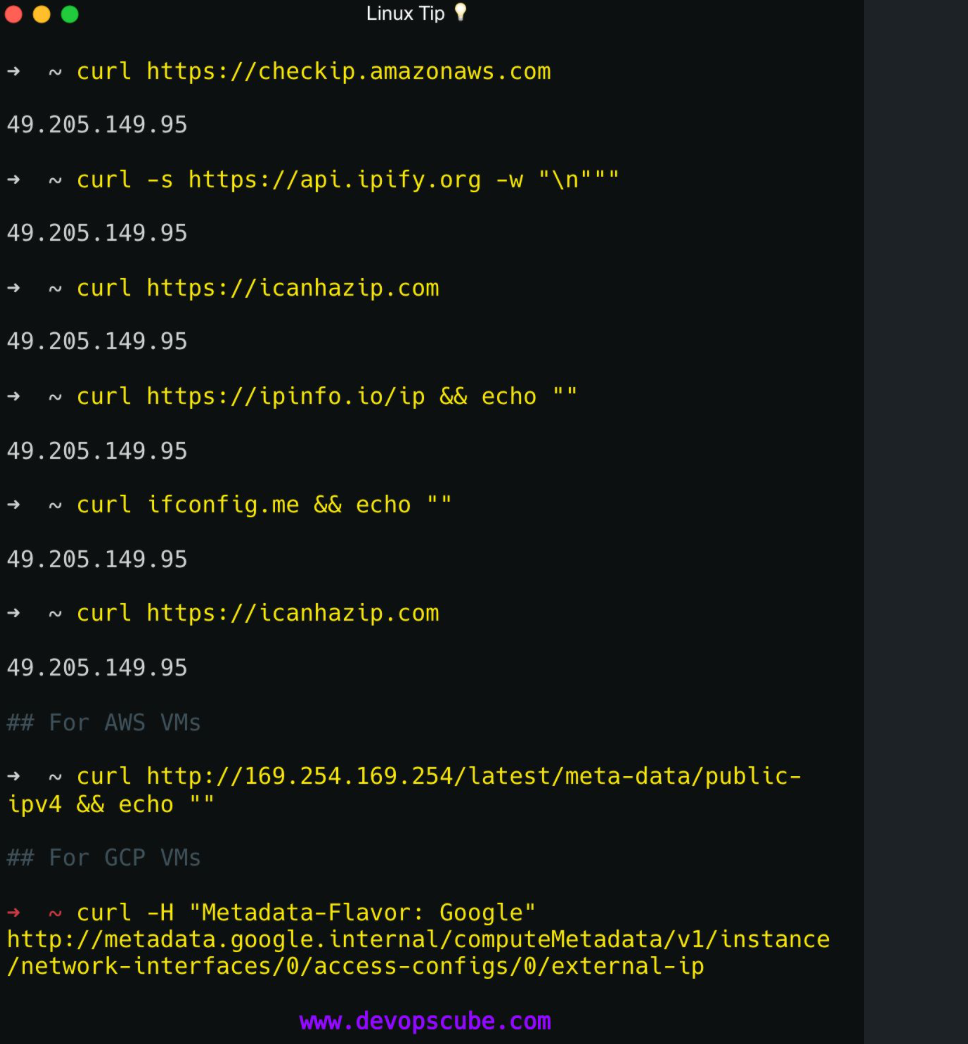 Linux Tip 💡
→ ~ curl https://checkip.amazonaws.com
49.205.149.95
→ ~ curl -s https://api.ipify.org -w "\n"""
49.205.149.95
→ ~ curl https://icanhazip.com
49.205.149.95
→ ~ curl https://ipinfo.io/ip && echo ""
49.205.149.95
→ ~ curl ifconfig.me && echo ""
49.205.149.95
→ ~ curl https://icanhazip.com
49.205.149.95
## For AWS VMs
→ ~ curl http://169.254.169.254/latest/meta-data/public-
ipv4 && echo ""
## For GCP VMs
→ ~ curl -H "Metadata-Flavor: Google"
http://metadata.google.internal/computeMetadata/v1/instance
/network-interfaces/0/access-configs/0/external-ip
www.devopscube.com